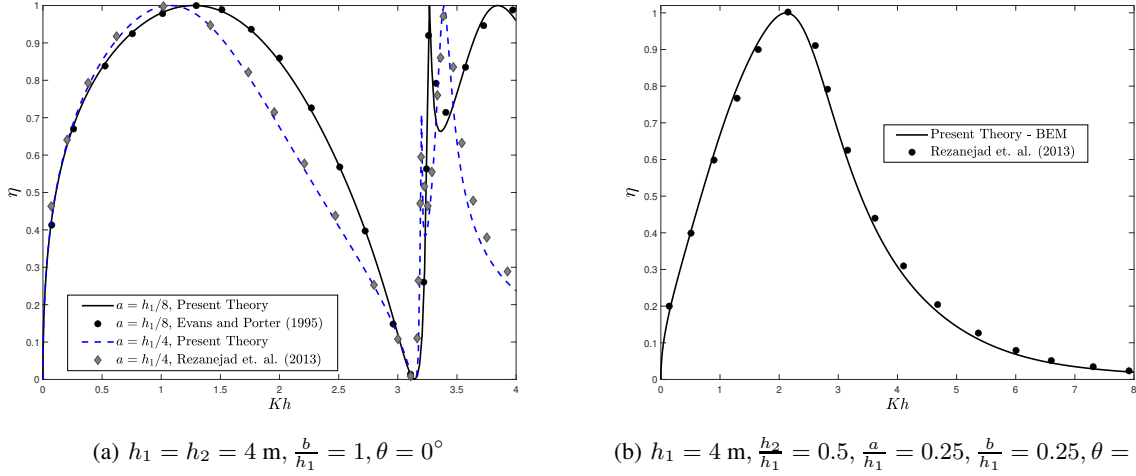 η
1
0.9
0.8
0.7
0.6
0.5
0.4
0.3
0.2
0.1
0
0 0.5 1 1.5 2 2.5 3 3.5 4
Kh
a = h₁/8, Present Theory
a = h₁/8, Evans and Porter (1995)
a = h₁/4, Present Theory
a = h₁/4, Rezanejad et. al. (2013)
(a) h₁ = h₂ = 4 m, b/h₁ = 1, θ = 0°
η
1
0.9
0.8
0.7
0.6
0.5
0.4
0.3
0.2
0.1
0
0 1 2 3 4 5 6 7 8
Kh
Present Theory - BEM
Rezanejad et. al. (2013)
(b) h₁ = 4 m, h₂/h₁ = 0.5, a/h₁ = 0.25, b/h₁ = 0.25, θ =